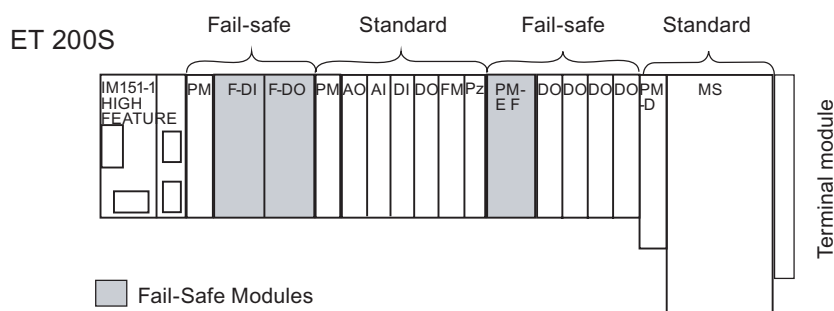 ET 200S
Fail-safe
Standard
Fail-safe
Standard
IM151-1
HIGH
FEATURE
PM
F-DI
F-DO
PM
AO
AI
DI
DO
FM
Pz
PM-
E F
DO
DO
DO
DO
PM
-D
MS
Terminal module
Fail-Safe Modules